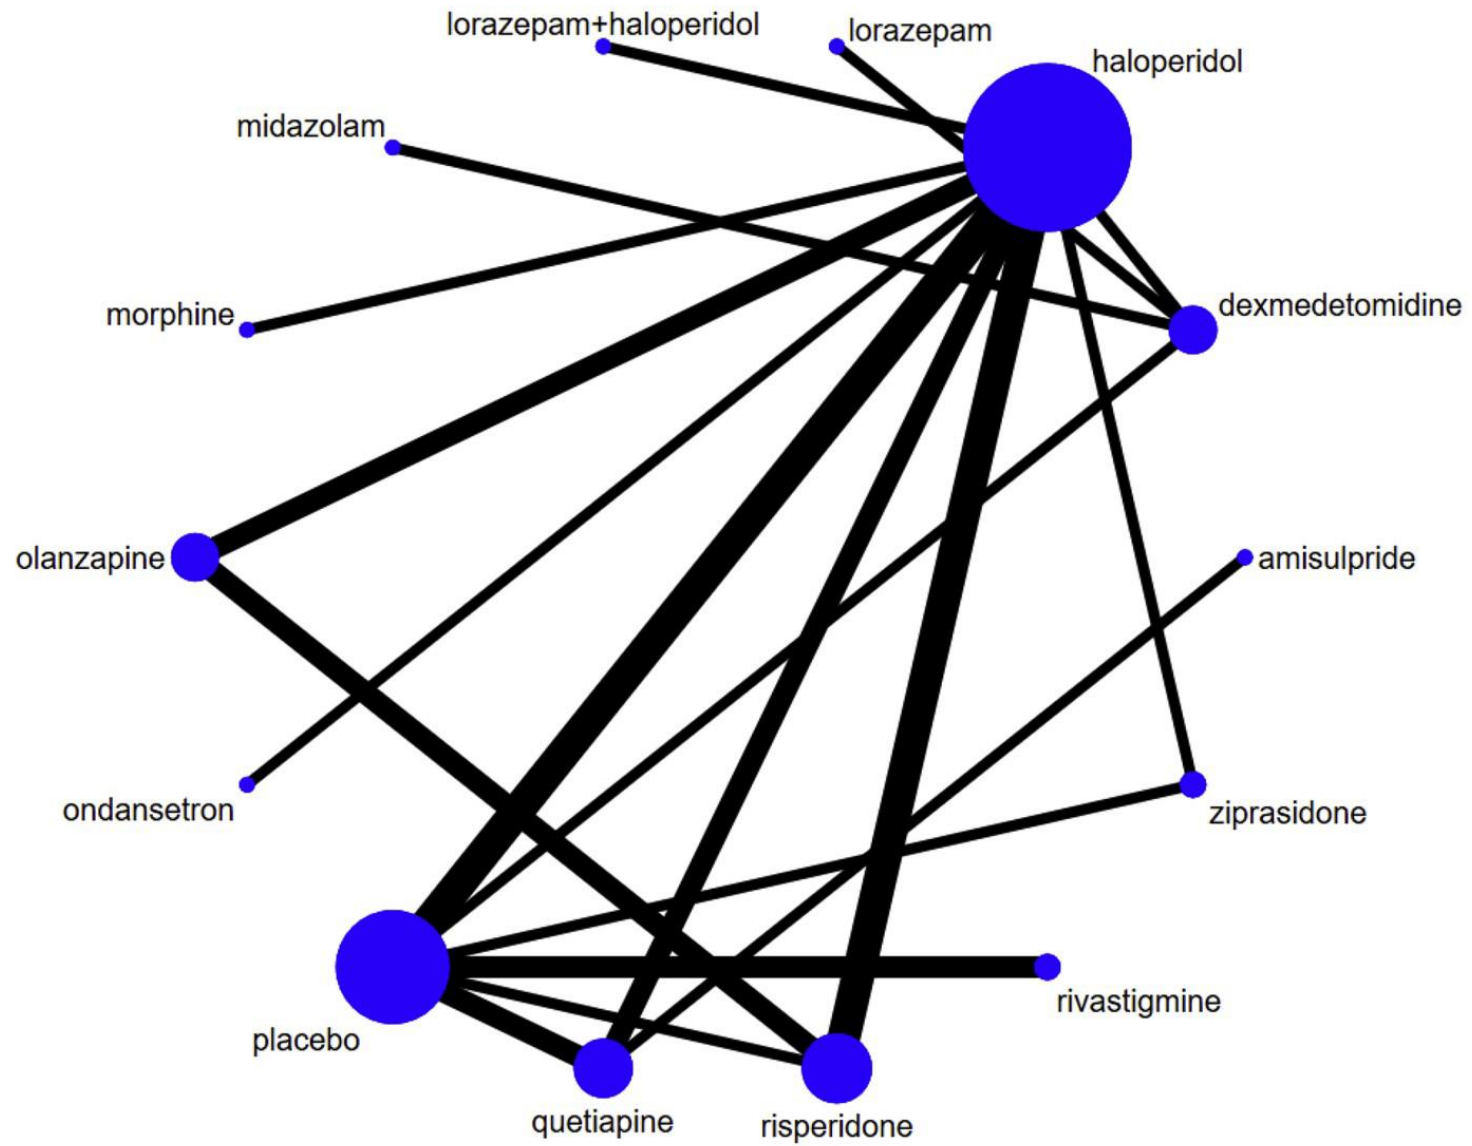 lorazepam+haloperidol
lorazepam
haloperidol
midazolam
dexmedetomidine
morphine
olanzapine
amisulpride
ondansetron
ziprasidone
rivastigmine
placebo
quetiapine
risperidone